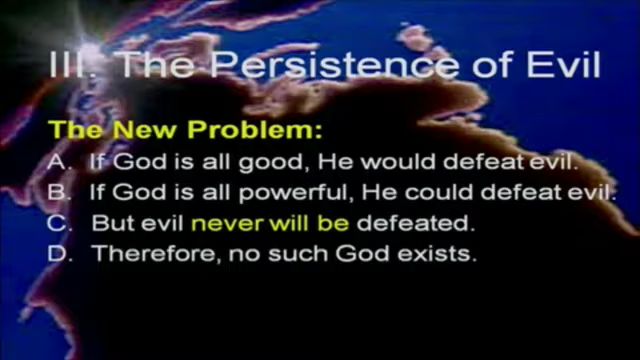 III. The Persistence of Evil
The New Problem:
A. If God is all good, He would defeat evil.
B. If God is all powerful, He could defeat evil.
C. But evil never will be defeated.
D. Therefore, no such God exists.